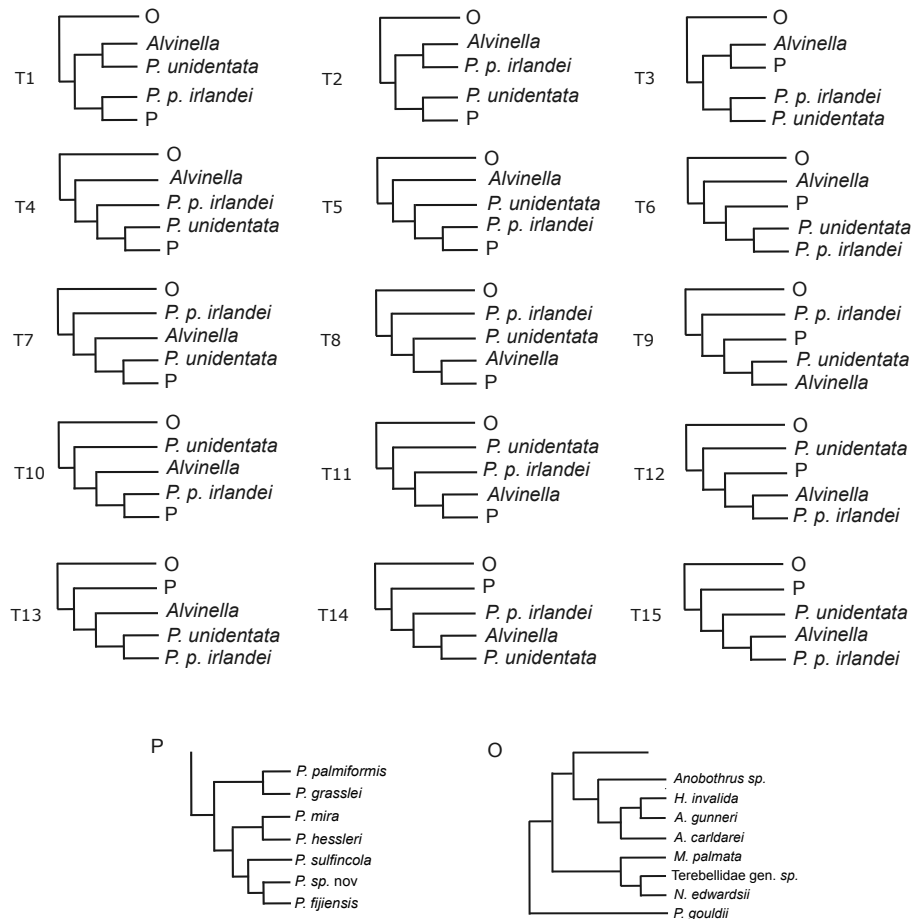 O
Alvinella
P. unidentata
T1
P. p. irlandei
P
O
Alvinella
P. p. irlandei
T2
P. unidentata
P
O
Alvinella
P
T3
P. p. irlandei
P. unidentata
O
Alvinella
T4
P. p. irlandei
P. unidentata
P
O
Alvinella
T5
P. unidentata
P. p. irlandei
P
O
Alvinella
T6
P
P. unidentata
P. p. irlandei
O
P. p. irlandei
T7
Alvinella
P. unidentata
P
O
P. p. irlandei
T8
P. unidentata
Alvinella
P
O
P. p. irlandei
T9
P
P. unidentata
Alvinella
O
P. unidentata
T10
Alvinella
P. p. irlandei
P
O
P. unidentata
T11
P. p. irlandei
Alvinella
P
O
P. unidentata
T12
P
Alvinella
P. p. irlandei
O
P
T13
Alvinella
P. unidentata
P. p. irlandei
O
P
T14
P. p. irlandei
Alvinella
P. unidentata
O
P
T15
P. unidentata
Alvinella
P. p. irlandei
P
P. palmiformis
P. grasslei
P. mira
P. hessleri
P. sulfincola
P. sp. nov
P. fijiensis
O
Anobothrus sp.
H. invalida
A. gunneri
A. carldarei
M. palmata
Terebellidae gen. sp.
N. edwardsii
P. gouldii